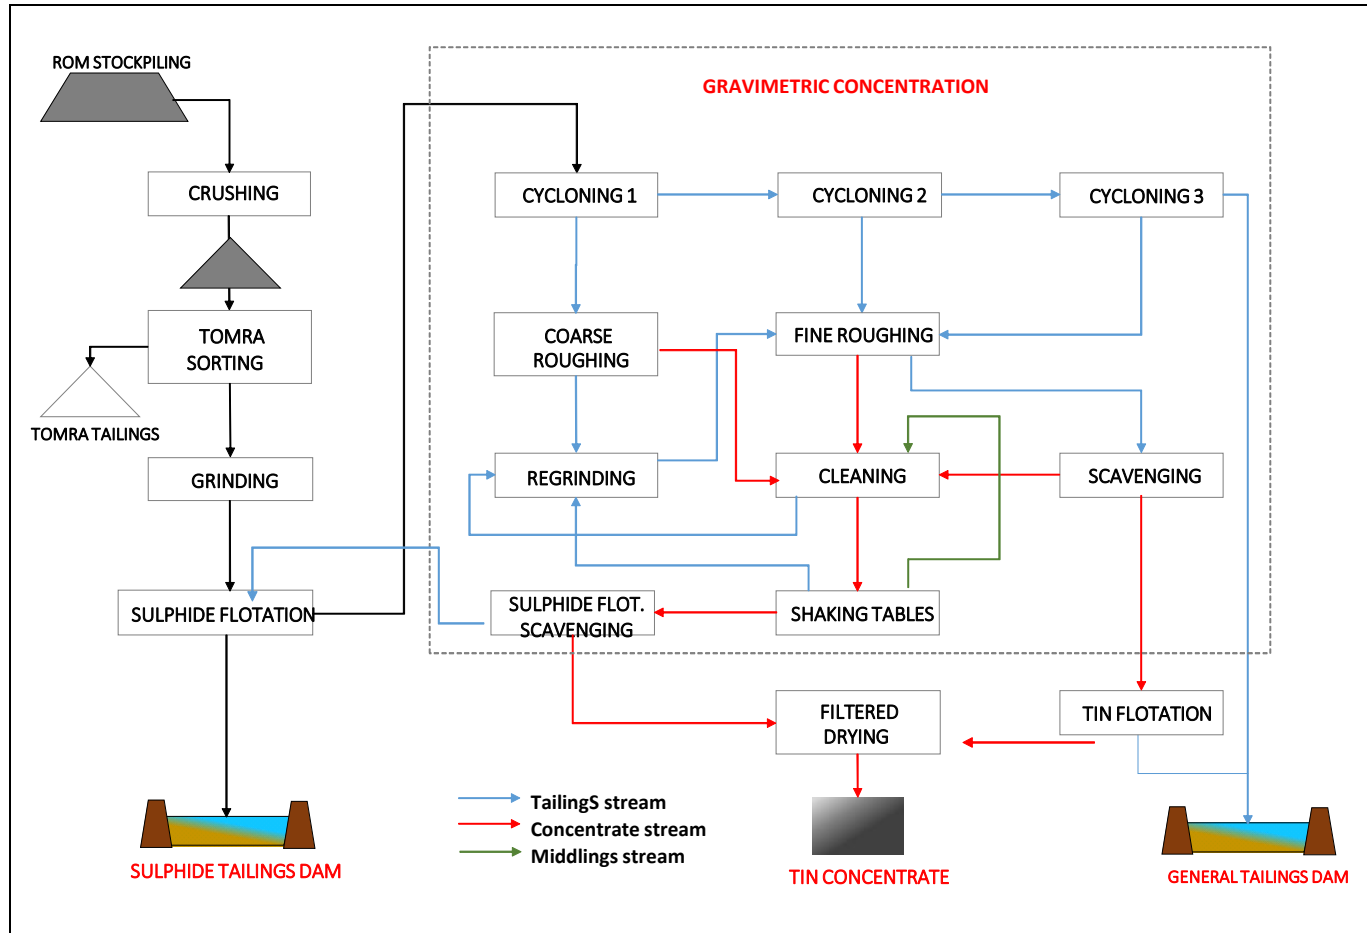 ROM STOCKPILING
GRAVIMETRIC CONCENTRATION
CRUSHING
CYCLONING 1
CYCLONING 2
CYCLONING 3
TOMRA
SORTING
COARSE
ROUGHING
FINE ROUGHING
TOMRA TAILINGS
GRINDING
REGRINDING
CLEANING
SCAVENGING
SULPHIDE FLOTATION
SULPHIDE FLOT.
SCAVENGING
SHAKING TABLES
FILTERED
DRYING
TIN FLOTATION
TailingS stream
Concentrate stream
Middlings stream
SULPHIDE TAILINGS DAM
TIN CONCENTRATE
GENERAL TAILINGS DAM